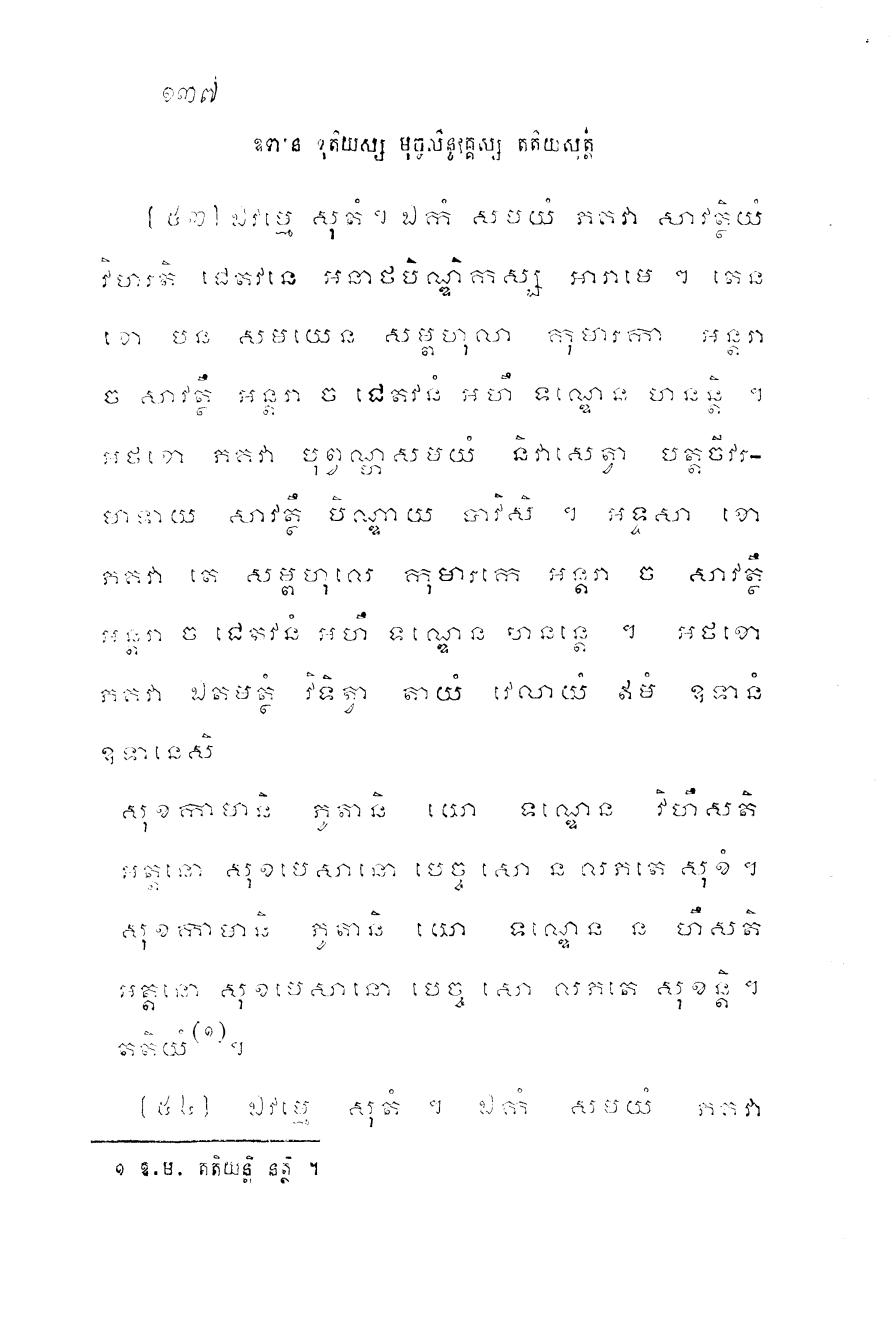 ១៣៧
ឧទាន ទុតិយស្ស មុច្ចលិន្ទវគ្គស្ស តតិយសុត្តំ
[៥៣] ឯវម្មេ សុតំ។ ឯកំ សមយំ ភគវា សាវត្ថិយំ
វិហរតិ ជេតវនេ អនាថបិណ្ឌិកស្ស អារាមេ ។ តេន
ខោ បន សមយេន សម្ពហុលា កុមារកា អន្តរា
ច សាវត្ថឹ អន្តរា ច ជេតវនំ អហឹ ទណ្ឌេន ហនន្តិ ។
អថខោ ភគវា បុព្វណ្ហសមយំ និវាសេត្វា បត្តចីវរ-
មាទាយ សាវត្ថឹ បិណ្ឌាយ បាវិសិ ។ អទ្ទសា ខោ
ភគវា តេ សម្ពហុលេ កុមារកេ អន្តរា ច សាវត្ថឹ
អន្តរា ច ជេតវនំ អហឹ ទណ្ឌេន ហនន្តេ ។ អថខោ
ភគវា ឯតមត្ថំ វិទិត្វា តាយំ វេលាយំ ឥមំ ឧទានំ
ឧទានេសិ
សុខកាមានិ ភូតានិ យោ ទណ្ឌេន វិហឹសតិ
អត្តនោ សុខមេសានោ បេច្ច សោ ន លភតេ សុខំ។
សុខកាមានិ ភូតានិ យោ ទណ្ឌេន ន ហឹសតិ
អត្តនោ សុខមេសានោ បេច្ច សោ លភតេ សុខន្តិ។
តតិយំ(១)។
[៥៤] ឯវម្មេ សុតំ ។ ឯកំ សមយំ ភគវា
១ ឱ.ម. តតិយន្តិ នត្ថិ ។